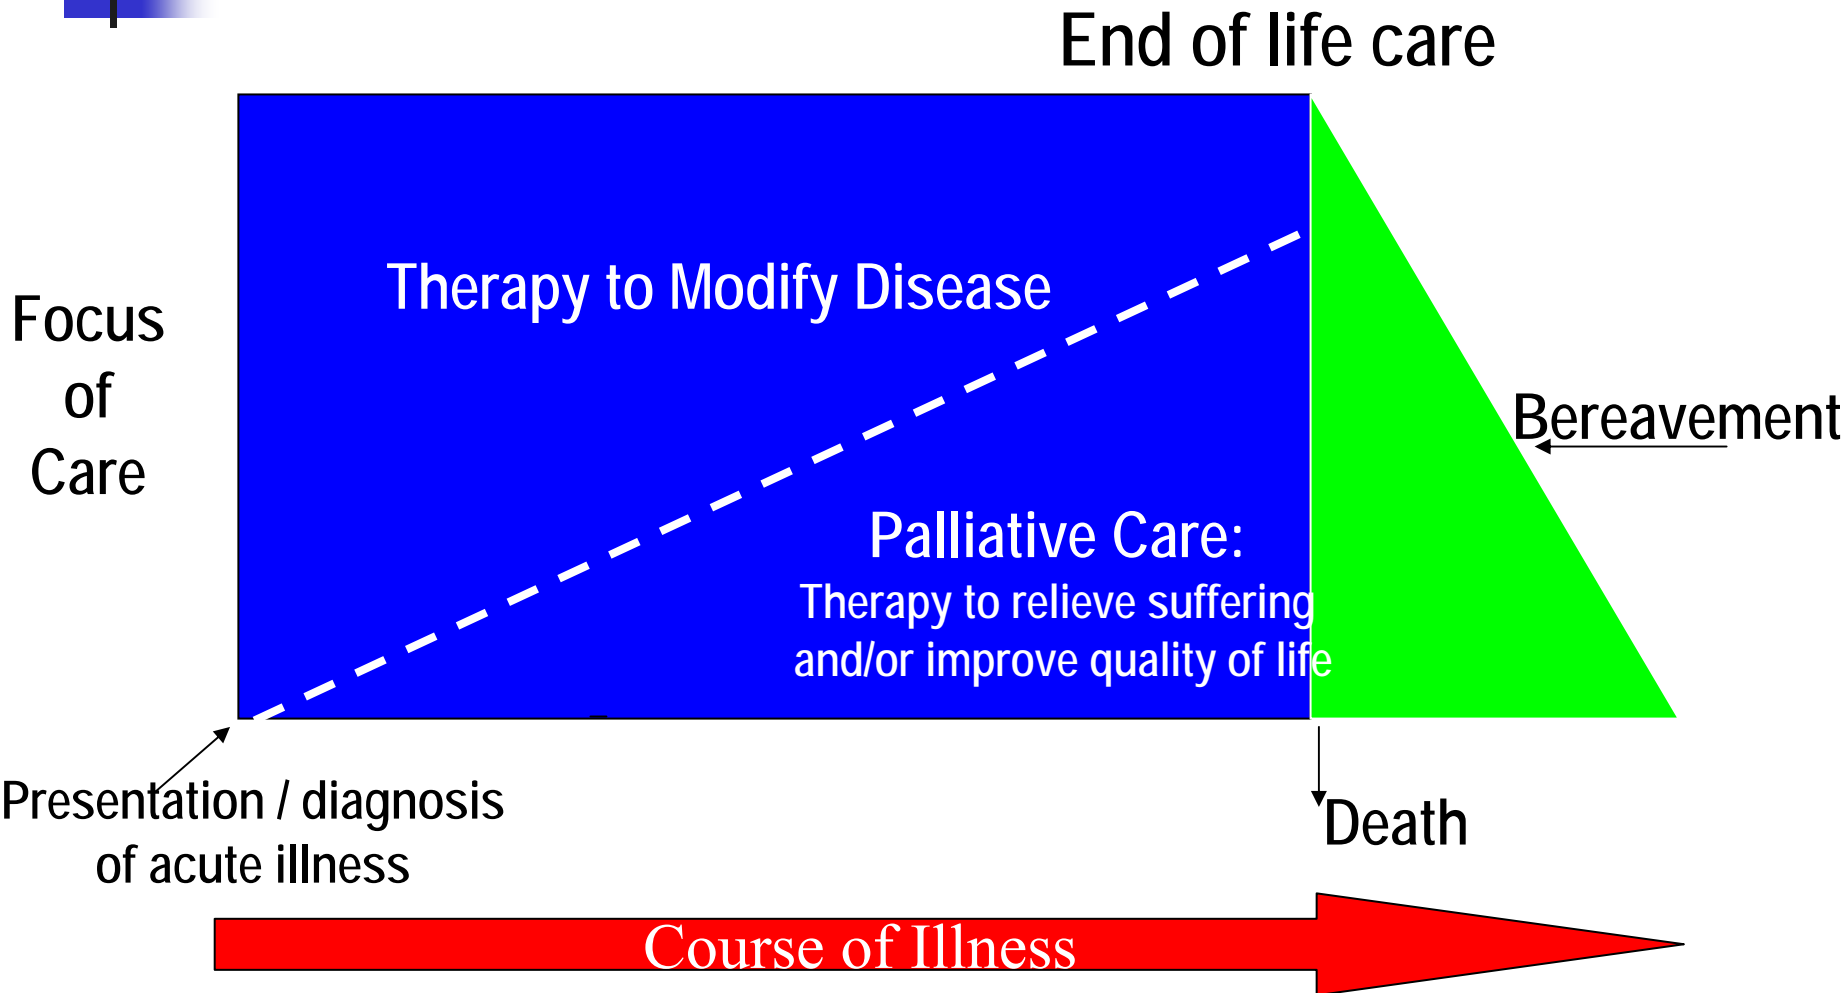 End of life care
Therapy to Modify Disease
Focus
of
Care
Bereavement
Palliative Care:
Therapy to relieve suffering
and/or improve quality of life
Presentation / diagnosis
of acute illness
Death
Course of Illness